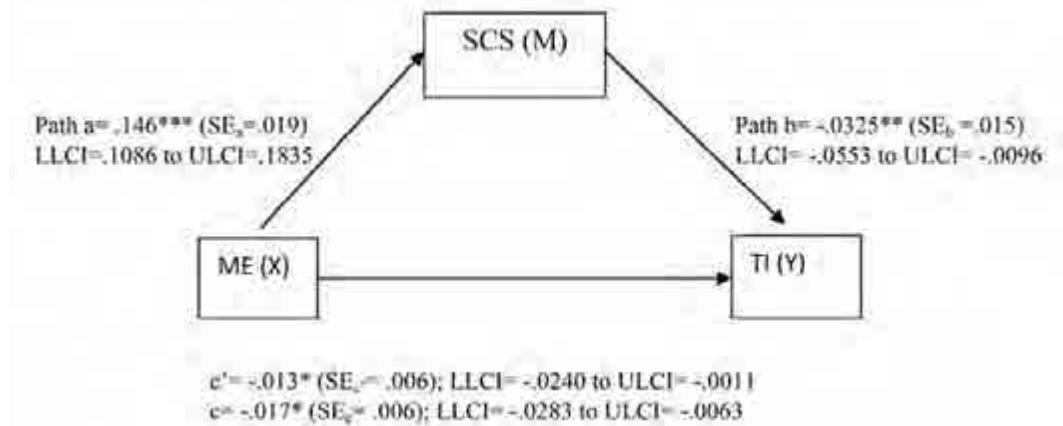 SCS (M)
Path a= .146*** (SEa=.019)
LLCI=.1086 to ULCI=.1835
Path b= -.0325** (SEb =.015)
LLCI= -.0553 to ULCI= -.0096
ME (X)
TI (Y)
c'= -.013* (SEc'= .006); LLCI= -.0240 to ULCI= -.0011
c= -.017* (SEc= .006); LLCI= -.0283 to ULCI= -.0063